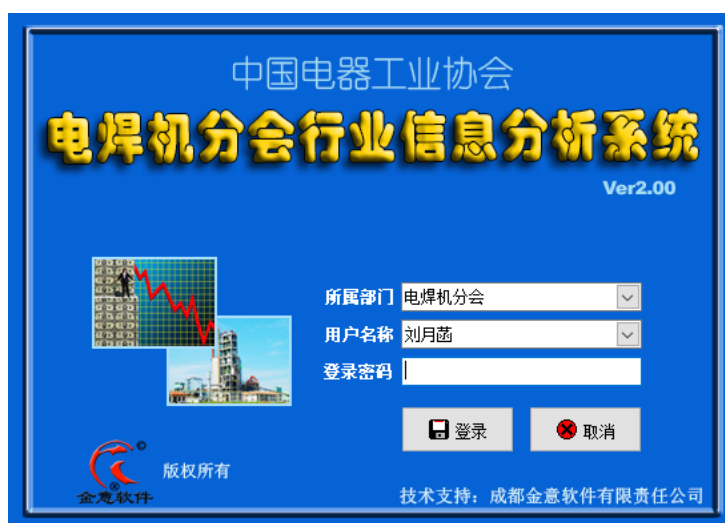 中国电器工业协会
电焊机分会行业信息分析系统
Ver2.00
所属部门 电焊机分会
用户名称 刘月菡
登录密码
登录 取消
版权所有
金意软件
技术支持：成都金意软件有限责任公司